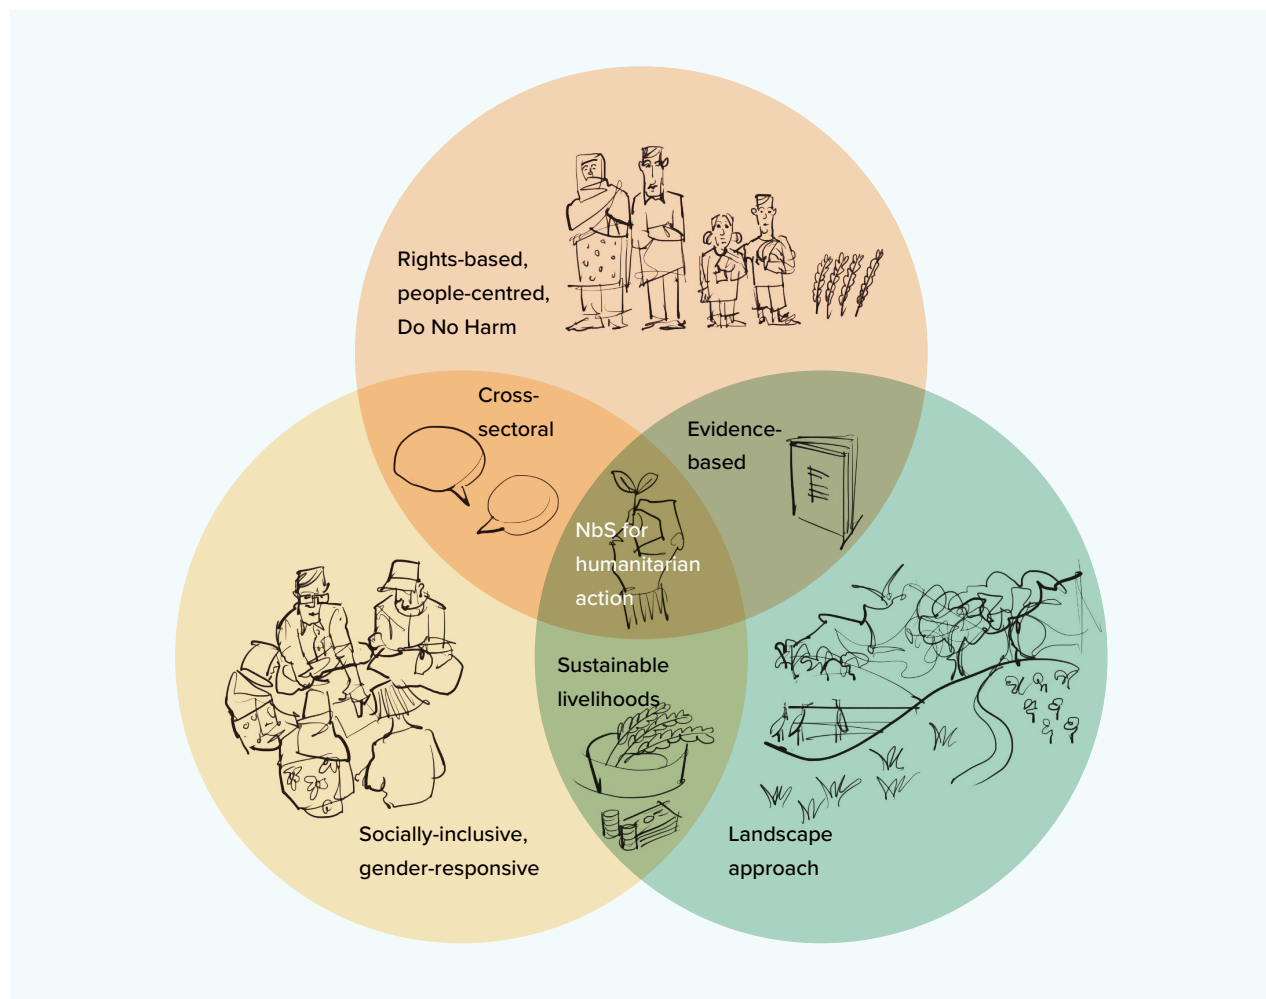 Rights-based,
people-centred,
Do No Harm
Cross-
sectoral
Evidence-
based
NbS for
humanitarian
action
Sustainable
livelihoods
Socially-inclusive,
gender-responsive
Landscape
approach